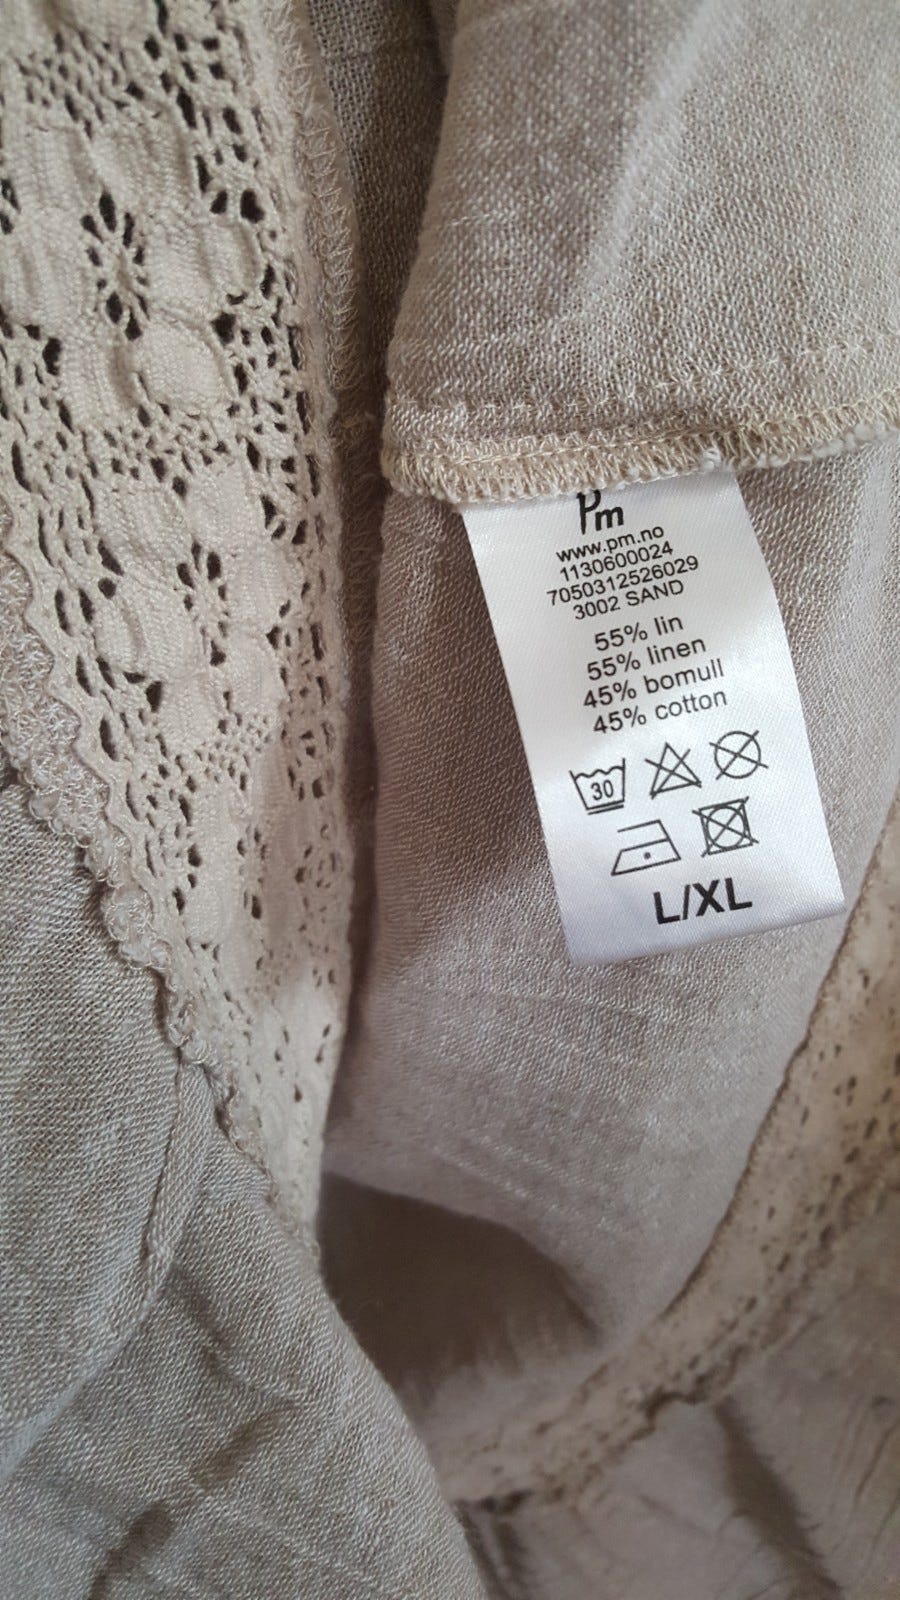 Pm
www.pm.no
1130600024
7050312526029
3002 SAND
55% lin
55% linen
45% bomull
45% cotton
30
L/XL